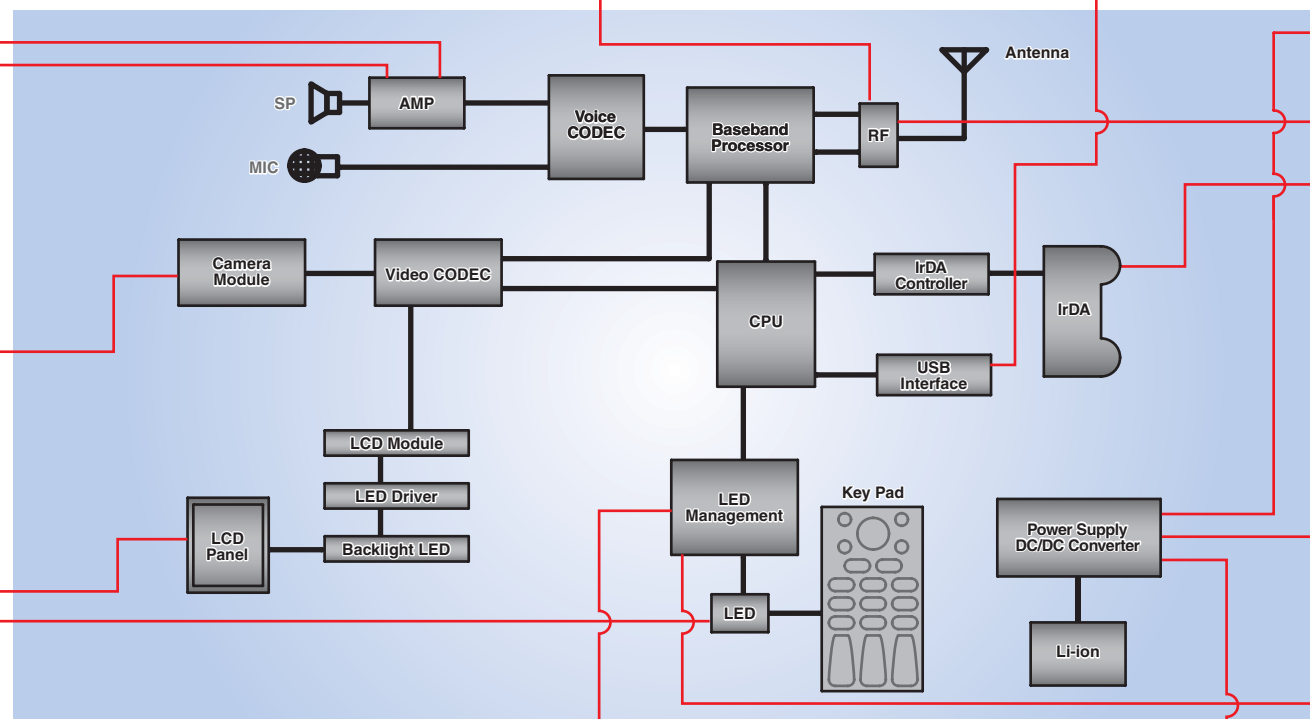 Antenna
SP
AMP
Voice
CODEC
Baseband
Processor
RF
MIC
Camera
Module
Video CODEC
CPU
IrDA
Controller
IrDA
USB
Interface
LCD Module
LED Driver
Backlight LED
LCD
Panel
LED
Management
Key Pad
LED
Power Supply
DC/DC Converter
Li-ion